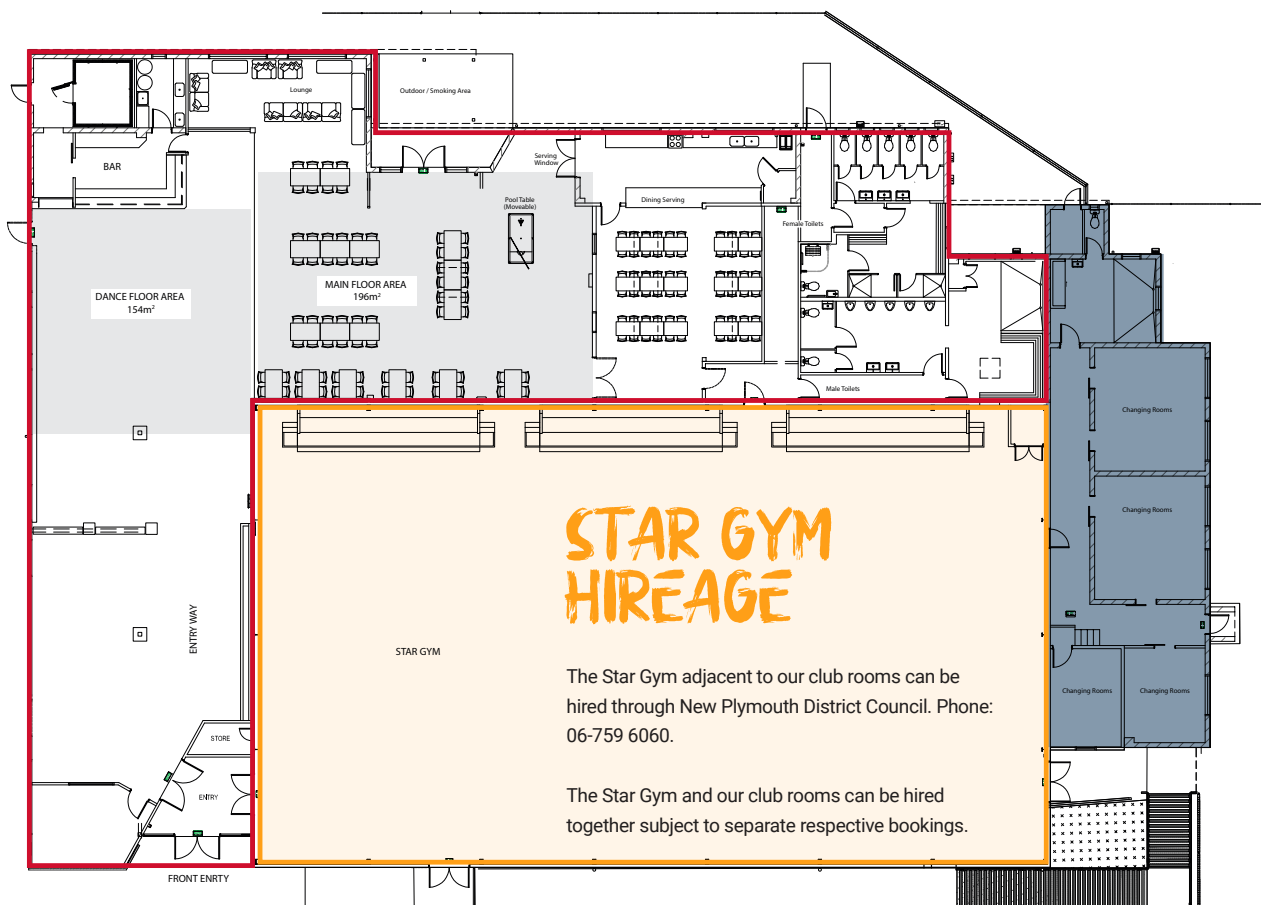 Lounge
Outdoor / Smoking Area
BAR
Serving
Window
Dining Serving
Pool Table
(Moveable)
Female Toilets
DANCE FLOOR AREA
154m²
MAIN FLOOR AREA
196m²
Male Toilets
Changing Rooms
Changing Rooms
STAR GYM
HIREAGE
ENTRY WAY
STAR GYM
The Star Gym adjacent to our club rooms can be
hired through New Plymouth District Council. Phone:
06-759 6060.
Changing Rooms
Changing Rooms
STORE
ENTRY
The Star Gym and our club rooms can be hired
together subject to separate respective bookings.
FRONT ENRTY